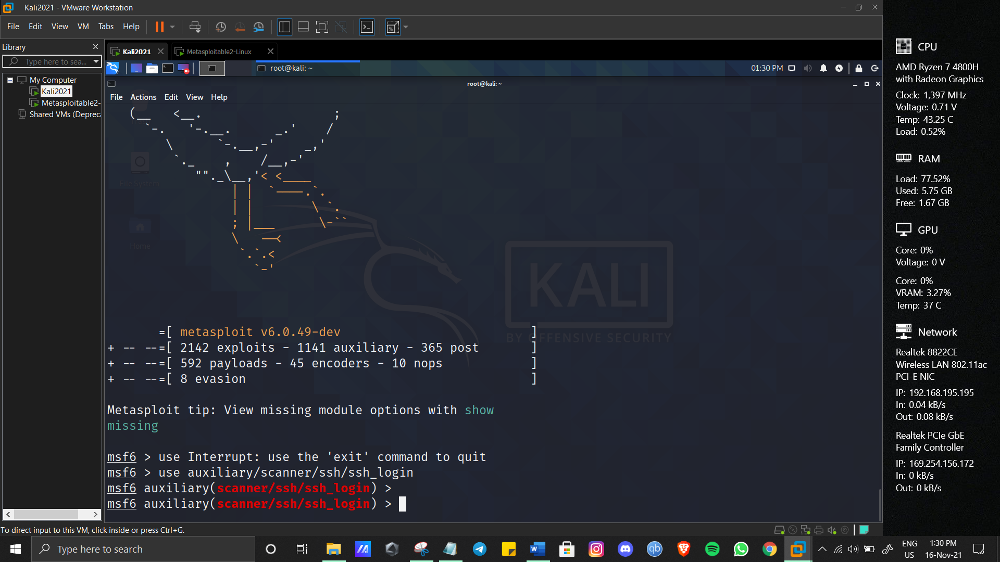 Kali2021 - VMware Workstation
File Edit View VM Tabs Help
Library
Type here to sea...
My Computer
Kali2021
Metasploitable2-
Shared VMs (Depreca
Kali2021
Metasploitable2-Linux
root@kali: ~
01:30 PM
root@kali: ~
File Actions Edit View Help
File System
Home
KALI
BY OFFENSIVE SECURITY
=[ metasploit v6.0.49-dev ]
+ -- --=[ 2142 exploits - 1141 auxiliary - 365 post ]
+ -- --=[ 592 payloads - 45 encoders - 10 nops ]
+ -- --=[ 8 evasion ]
Metasploit tip: View missing module options with show
missing
msf6 > use Interrupt: use the 'exit' command to quit
msf6 > use auxiliary/scanner/ssh/ssh_login
msf6 auxiliary(scanner/ssh/ssh_login) >
msf6 auxiliary(scanner/ssh/ssh_login) >
To direct input to this VM, click inside or press Ctrl+G.
CPU
AMD Ryzen 7 4800H
with Radeon Graphics
Clock: 1,397 MHz
Voltage: 0.71 V
Temp: 43.25 C
Load: 0.52%
RAM
Load: 77.52%
Used: 5.75 GB
Free: 1.67 GB
GPU
Core: 0%
Voltage: 0 V
Core: 0%
VRAM: 3.27%
Temp: 37 C
Network
Realtek 8822CE
Wireless LAN 802.11ac
PCI-E NIC
IP: 192.168.195.195
In: 0.04 kB/s
Out: 0.08 kB/s
Realtek PCIe GbE
Family Controller
IP: 169.254.156.172
In: 0 kB/s
Out: 0 kB/s
Type here to search
W
qb
ENG
US
1:30 PM
16-Nov-21